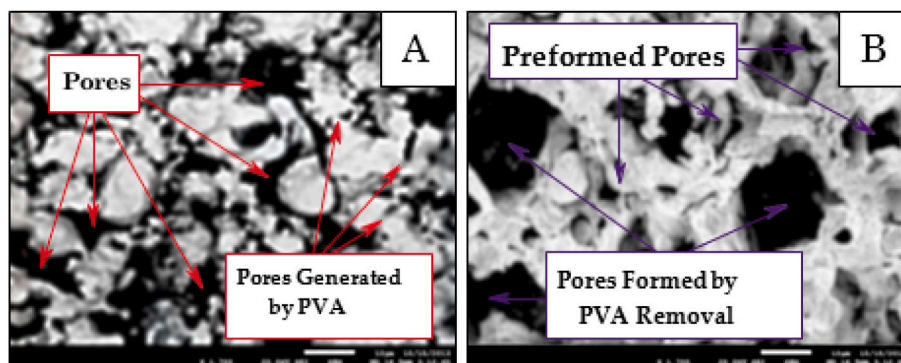 A
Pores
Pores Generated
by PVA
B
Preformed Pores
Pores Formed by
PVA Removal